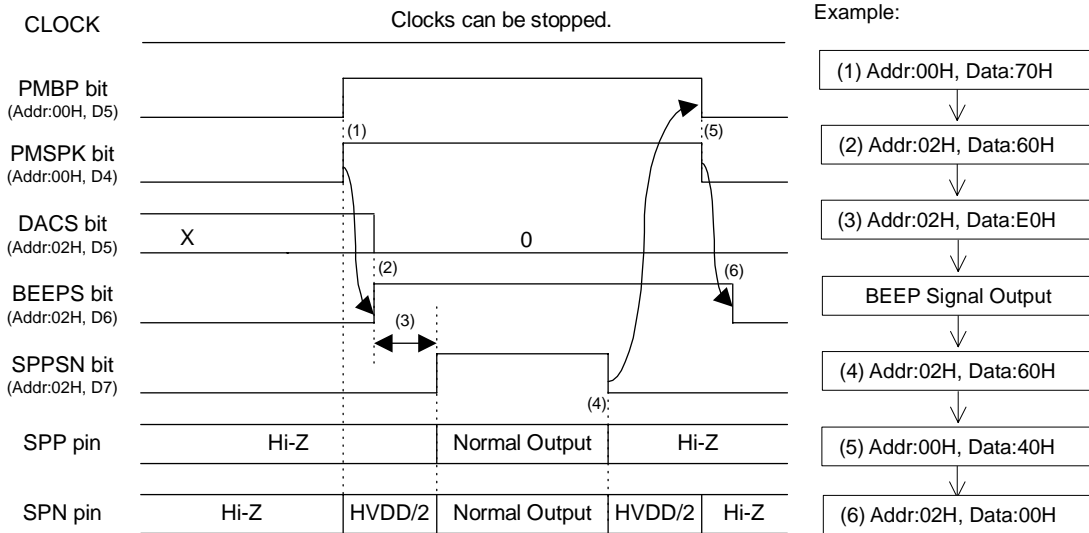 CLOCK
Clocks can be stopped.
PMBP bit
(Addr:00H, D5)
(1)
(5)
PMSPK bit
(Addr:00H, D4)
DACS bit
(Addr:02H, D5)
X
0
(2)
(6)
BEEPS bit
(Addr:02H, D6)
(3)
SPPSN bit
(Addr:02H, D7)
(4)
SPP pin
Hi-Z
Normal Output
Hi-Z
SPN pin
Hi-Z
HVDD/2
Normal Output
HVDD/2
Hi-Z
Example:
(1) Addr:00H, Data:70H
(2) Addr:02H, Data:60H
(3) Addr:02H, Data:E0H
BEEP Signal Output
(4) Addr:02H, Data:60H
(5) Addr:00H, Data:40H
(6) Addr:02H, Data:00H